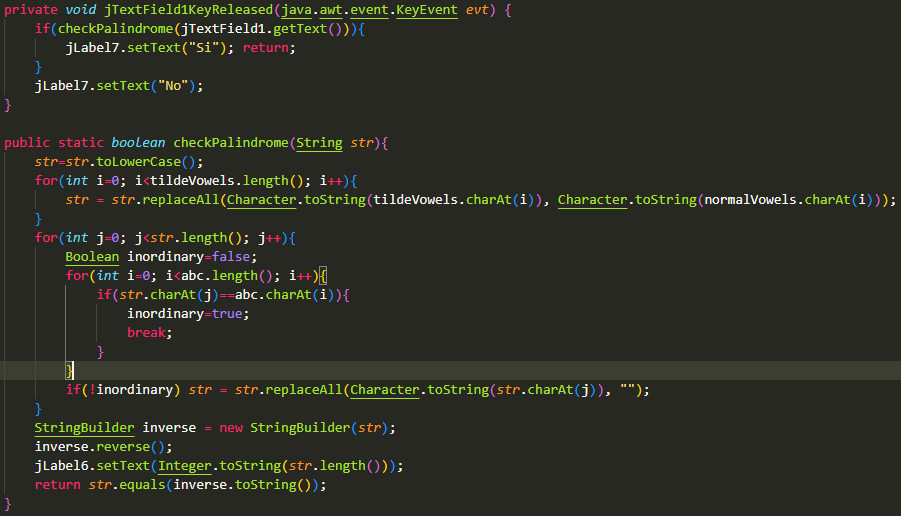 private void jTextField1KeyReleased(java.awt.event.KeyEvent evt) {
    if(checkPalindrome(jTextField1.getText())){
        jLabel7.setText("Si"); return;
    }
    jLabel7.setText("No");
}

public static boolean checkPalindrome(String str){
    str=str.toLowerCase();
    for(int i=0; i<tildeVowels.length(); i++){
        str = str.replaceAll(Character.toString(tildeVowels.charAt(i)), Character.toString(normalVowels.charAt(i)));
    }
    for(int j=0; j<str.length(); j++){
        Boolean inordinary=false;
        for(int i=0; i<abc.length(); i++){
            if(str.charAt(j)==abc.charAt(i)){
                inordinary=true;
                break;
            }
        }
        if(!inordinary) str = str.replaceAll(Character.toString(str.charAt(j)), "");
    }
    StringBuilder inverse = new StringBuilder(str);
    inverse.reverse();
    jLabel6.setText(Integer.toString(str.length()));
    return str.equals(inverse.toString());
}